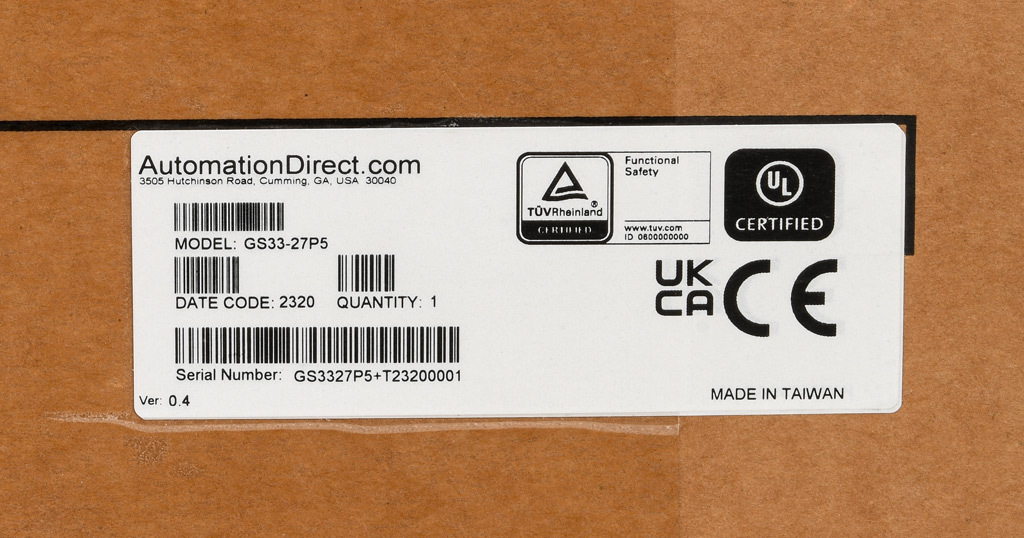 AutomationDirect.com
3505 Hutchinson Road, Cumming, GA, USA 30040
MODEL: GS33-27P5
DATE CODE: 2320 QUANTITY: 1
Serial Number: GS3327P5+T23200001
Ver: 0.4
TÜVRheinland®
CERTIFIED
Functional
Safety
www.tuv.com
ID 0600000000
UL
CERTIFIED
UK
CA
CE
MADE IN TAIWAN